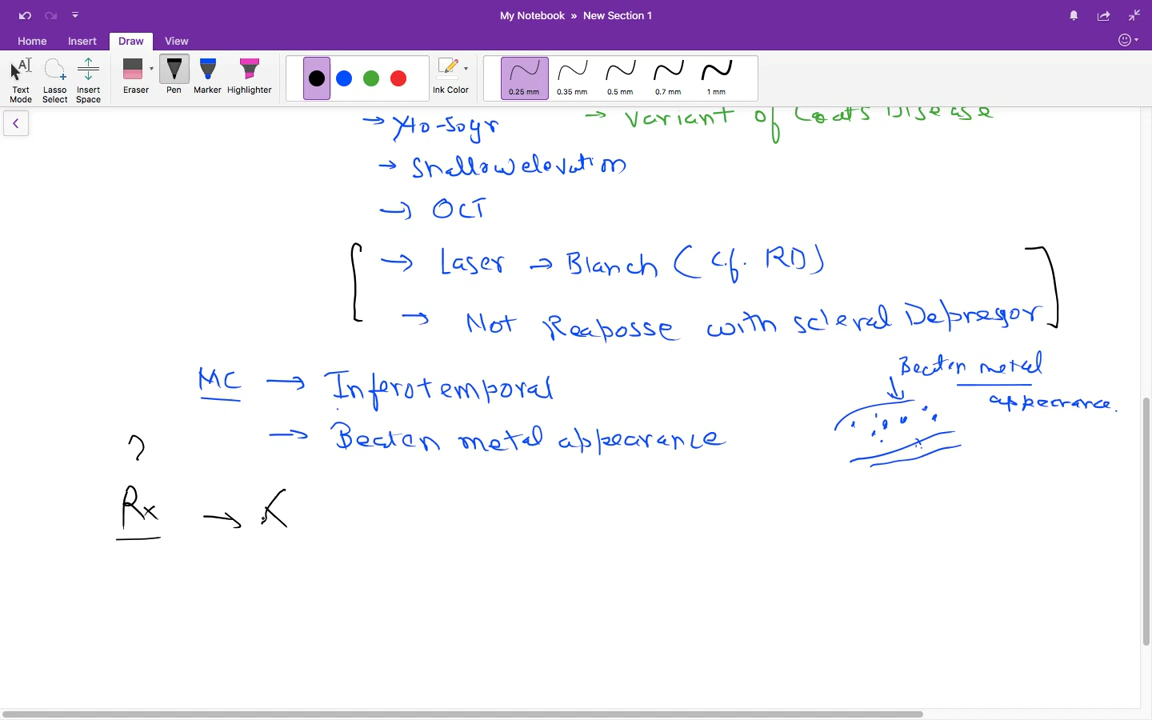 My Notebook » New Section 1
Home Insert Draw View
Text Mode
Lasso Select
Insert Space
Eraser
Pen
Marker
Highlighter
Ink Color
0.25 mm
0.35 mm
0.5 mm
0.7 mm
1 mm
→ 40-50yr → Variant of Coats Disease
→ Shallow elevation
→ OCT
→ Laser → Blanch (cf. RD)
→ Not Reaposse with scleral Depressor
Beaten metal
appearance.
MC → Inferotemporal
→ Beaten metal appearance
?
Rx →